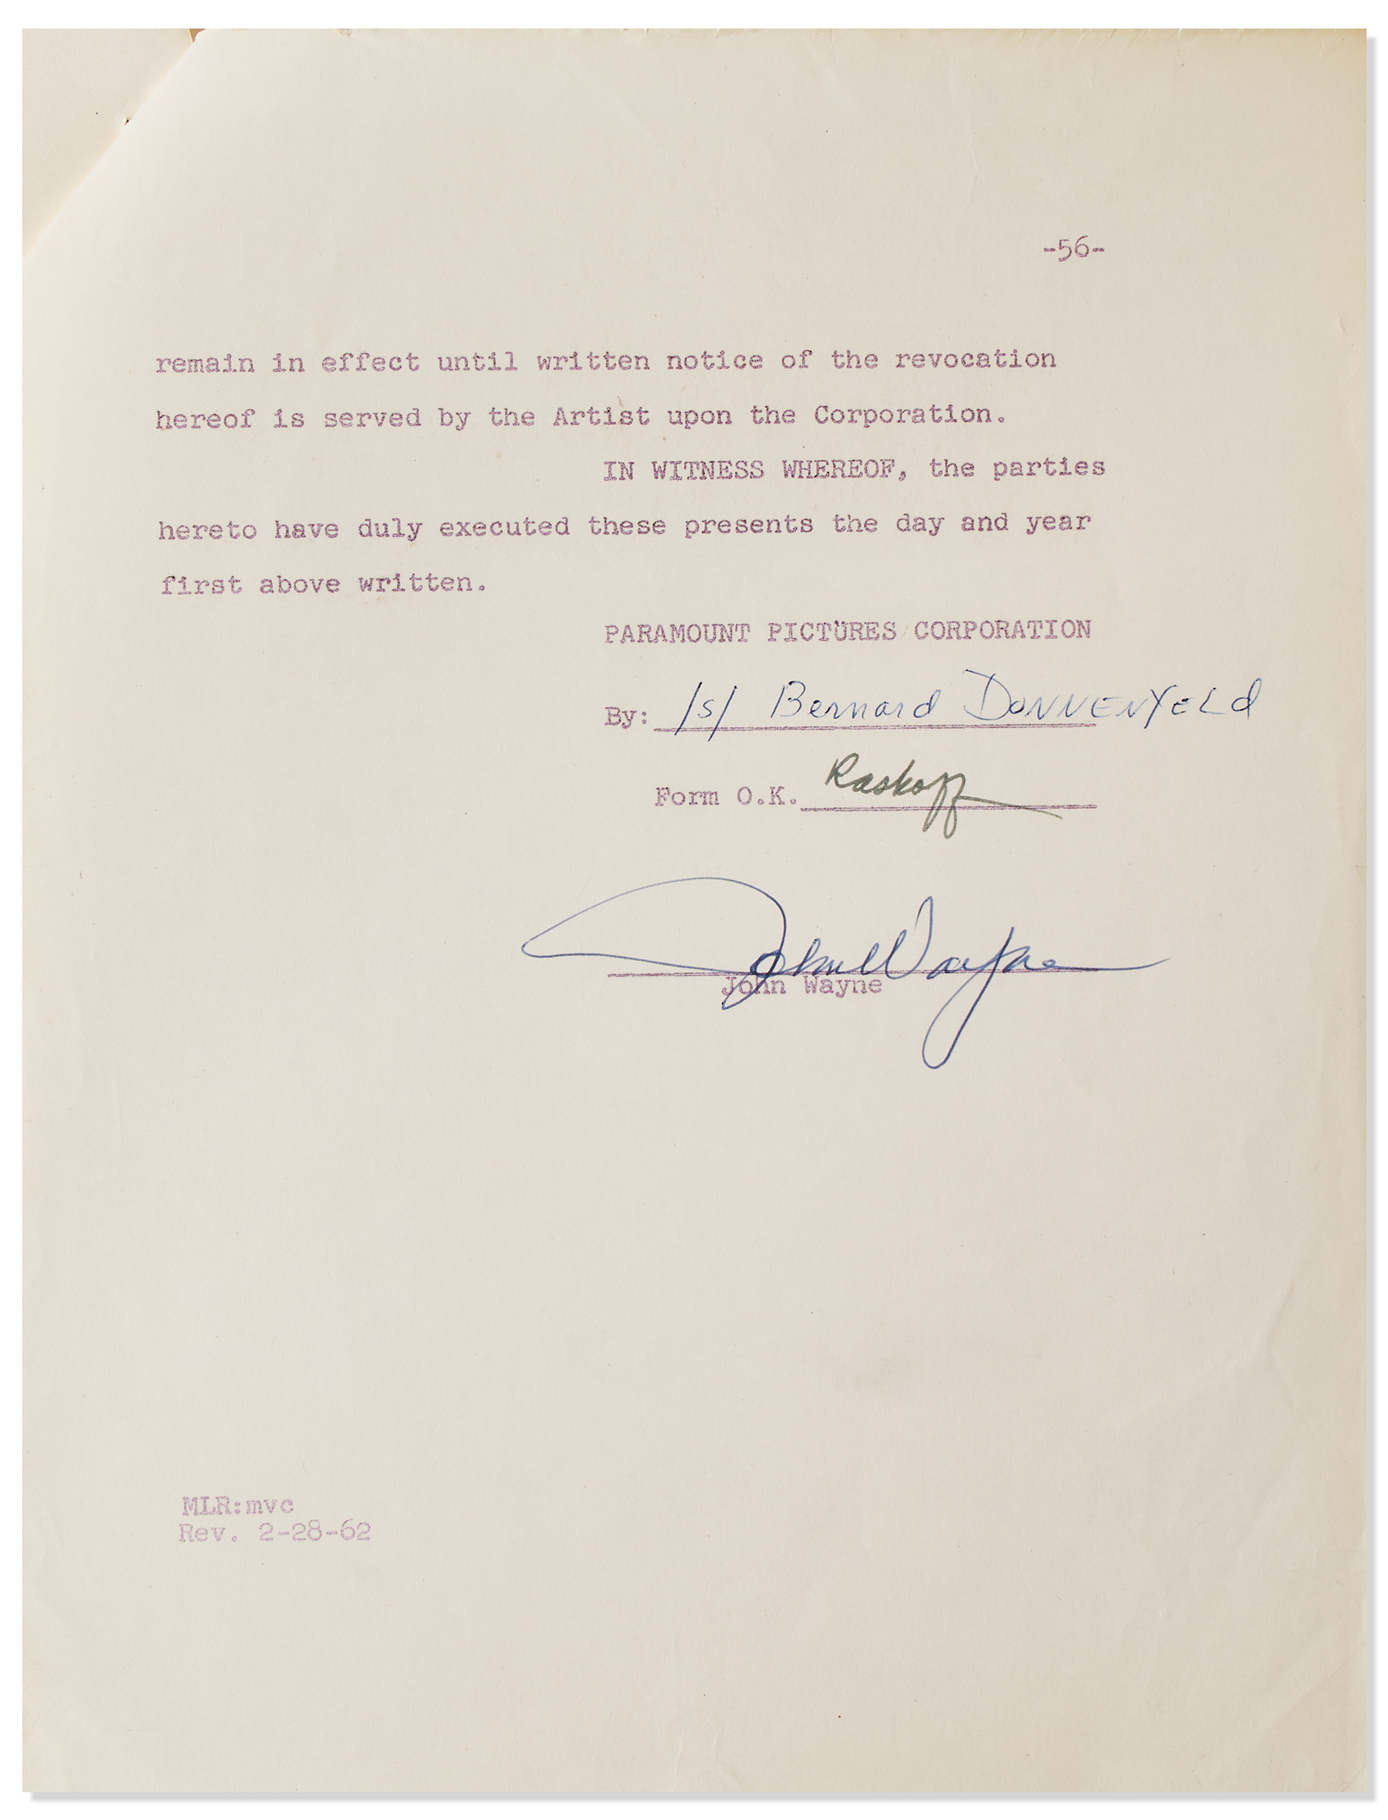 -56-
remain in effect until written notice of the revocation
hereof is served by the Artist upon the Corporation.
IN WITNESS WHEREOF, the parties
hereto have duly executed these presents the day and year
first above written.
PARAMOUNT PICTURES CORPORATION
By: /s/ Bernard DONNENFELd
Form O.K. Raskoff
John Wayne
John Wayne
MLR:mvc
Rev. 2-28-62